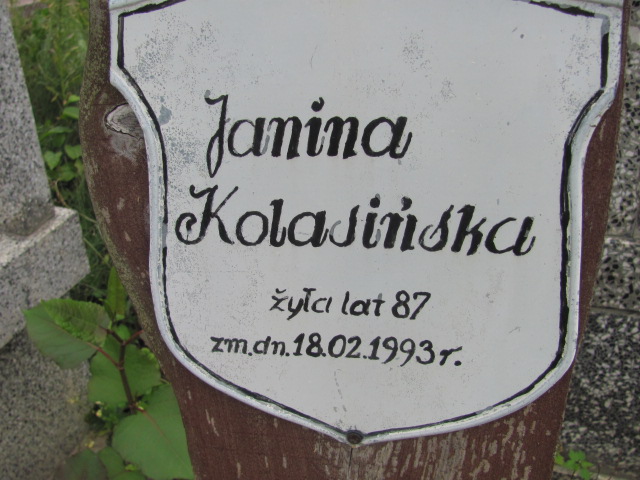 Janina
Kolasińska
żyła lat 87
zm.dn.18.02.1993r.